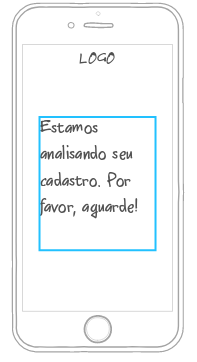 LOGO
Estamos
analisando seu
cadastro. Por
favor, aguarde!